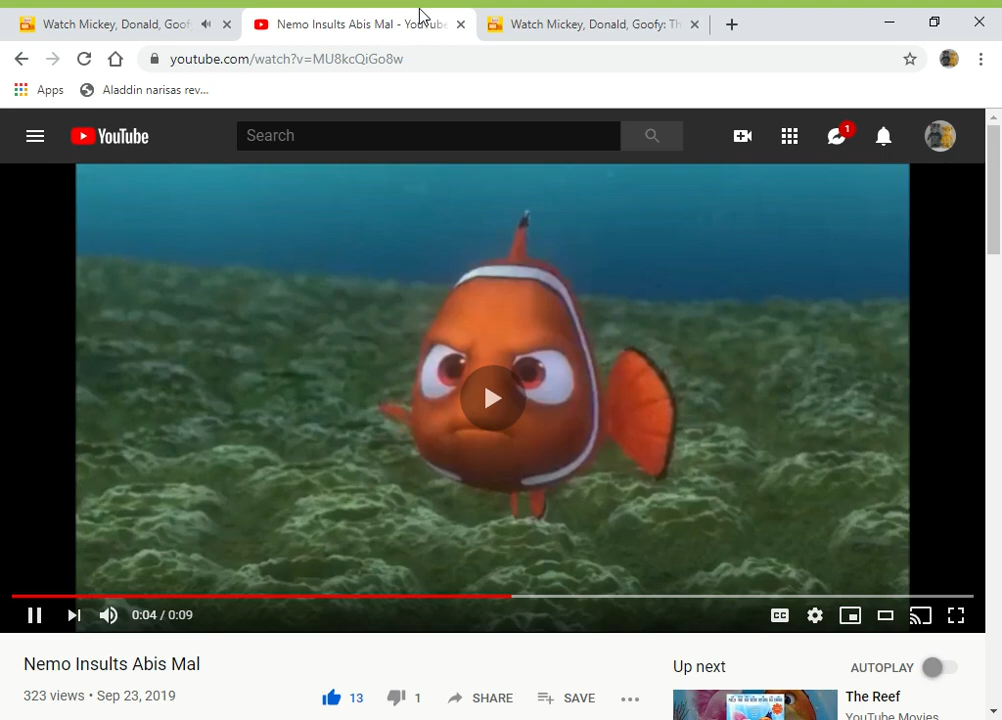 Watch Mickey, Donald, Goof
Nemo Insults Abis Mal - YouTube
Watch Mickey, Donald, Goofy: Th
youtube.com/watch?v=MU8kcQiGo8w
Apps
Aladdin narisas rev...
YouTube
Search
1
0:04 / 0:09
CC
Nemo Insults Abis Mal
323 views • Sep 23, 2019
13
1
SHARE
SAVE
Up next
AUTOPLAY
The Reef
YouTube Movies